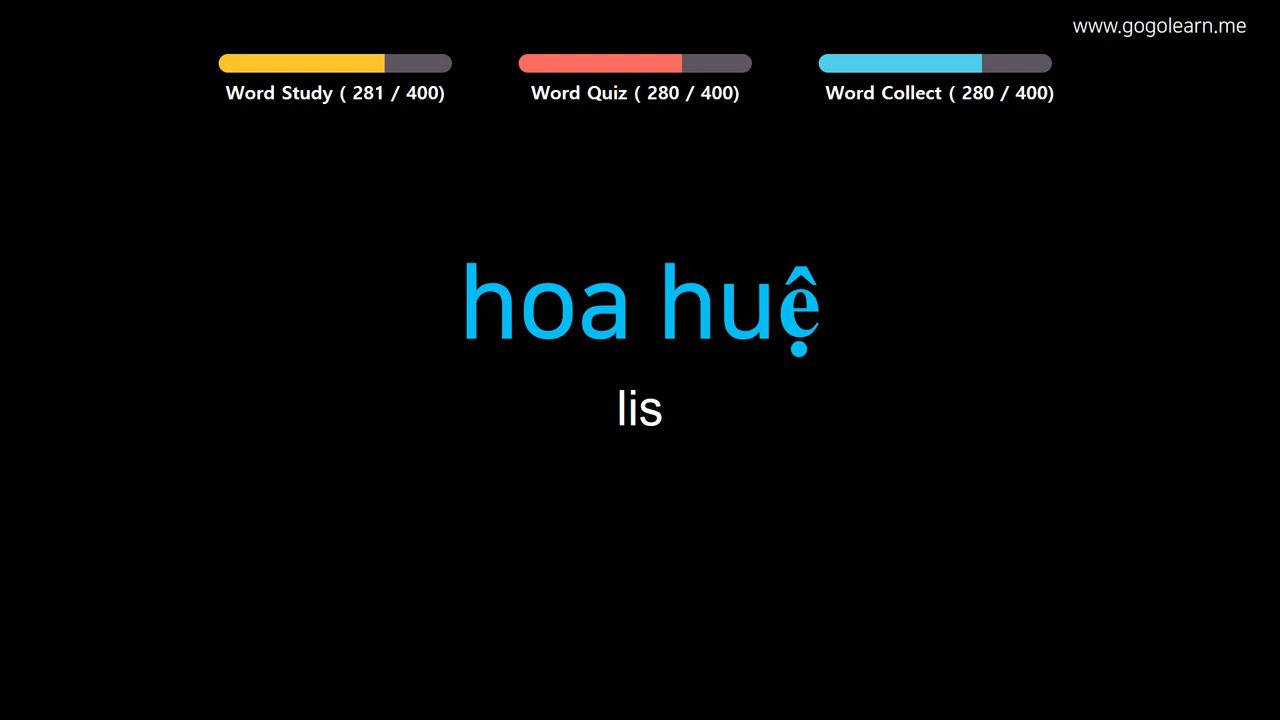 www.gogolearn.me
Word Study ( 281 / 400)
Word Quiz ( 280 / 400)
Word Collect ( 280 / 400)
hoa huệ
lis